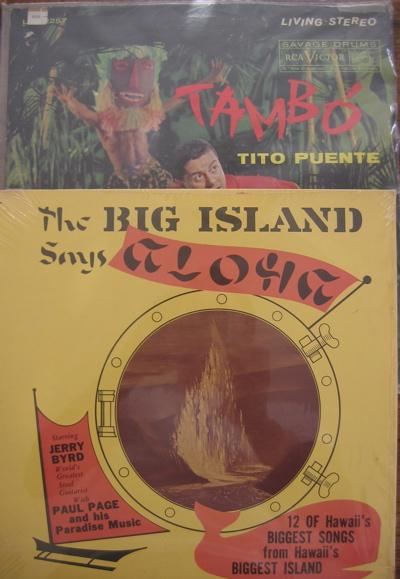 LIVING STEREO
SAVAGE DRUMS
RCA VICTOR
TAMBÓ
TITO PUENTE
The BIG ISLAND
Says ALOHA
Starring
JERRY
BYRD
World's
Greatest
Steel
Guitarist
With
PAUL PAGE
and his
Paradise Music
12 OF Hawaii's
BIGGEST SONGS
from Hawaii's
BIGGEST ISLAND